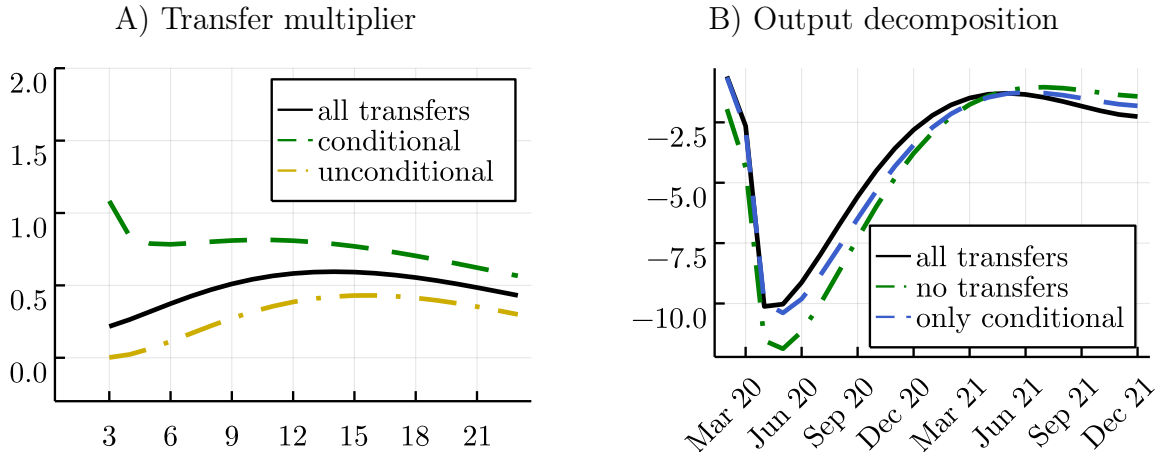 A) Transfer multiplier
2.0
1.5
1.0
0.5
0.0
all transfers
conditional
unconditional
3 6 9 12 15 18 21
B) Output decomposition
−2.5
−5.0
−7.5
−10.0
all transfers
no transfers
only conditional
Mar 20 Jun 20 Sep 20 Dec 20 Mar 21 Jun 21 Sep 21 Dec 21